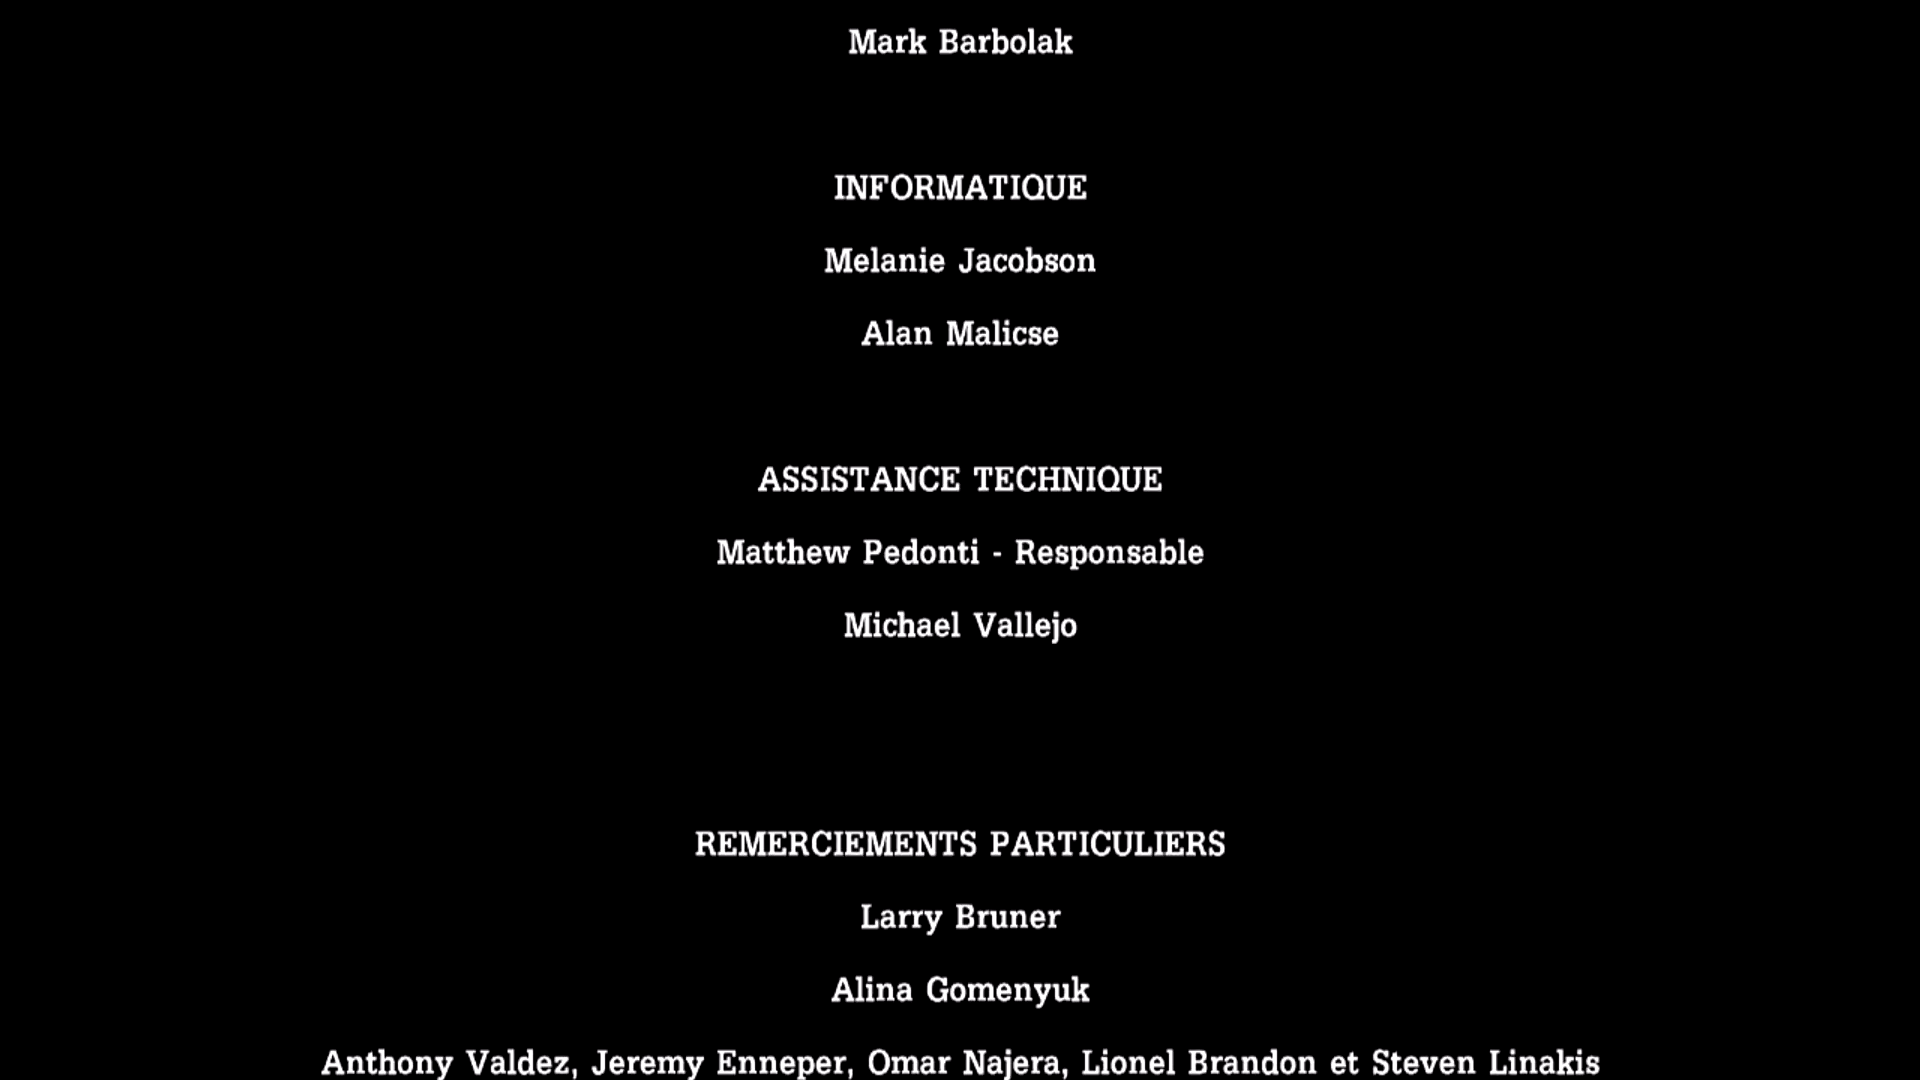 Mark Barbolak
INFORMATIQUE
Melanie Jacobson
Alan Malicse
ASSISTANCE TECHNIQUE
Matthew Pedonti - Responsable
Michael Vallejo
REMERCIEMENTS PARTICULIERS
Larry Bruner
Alina Gomenyuk
Anthony Valdez, Jeremy Enneper, Omar Najera, Lionel Brandon et Steven Linakis